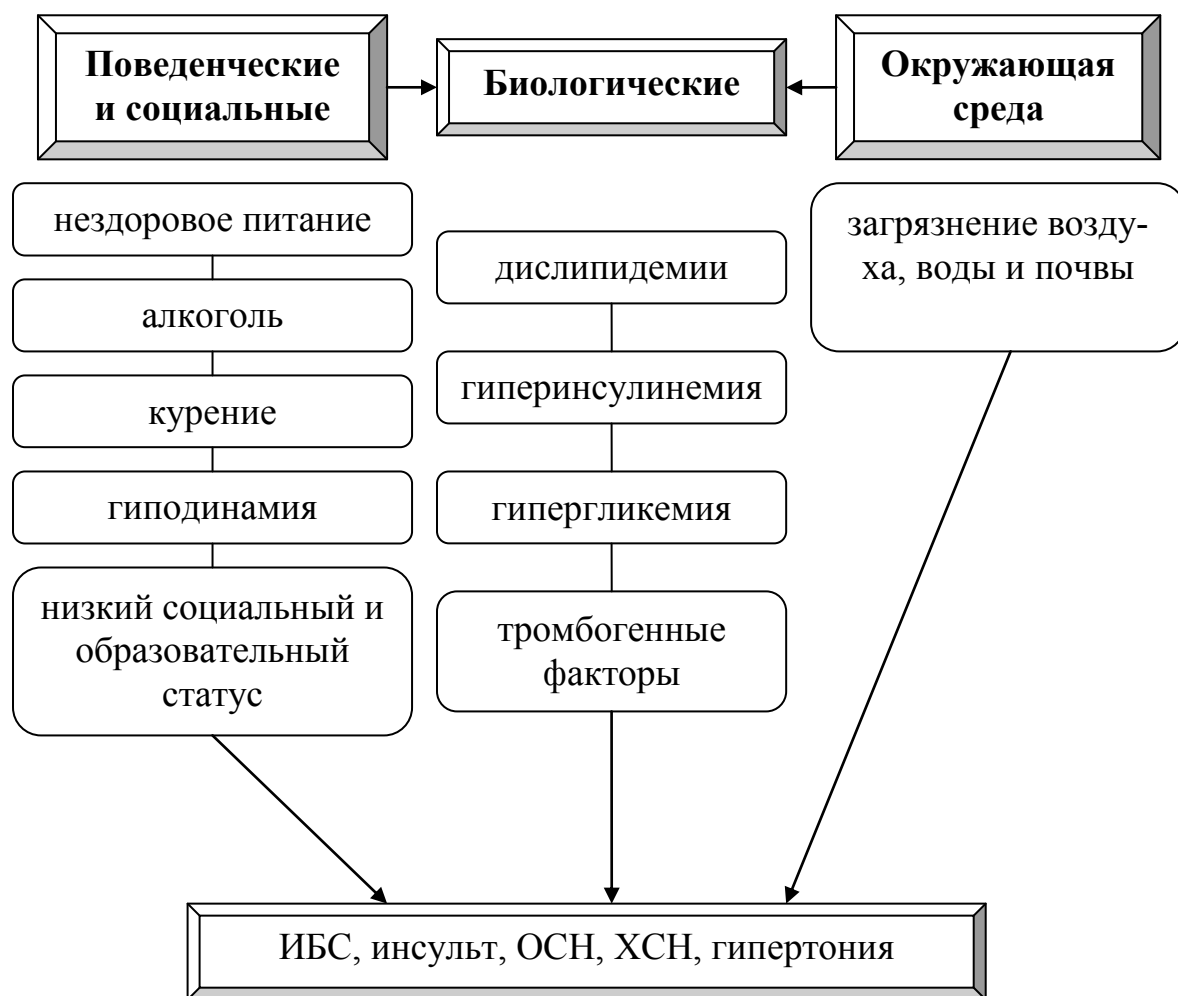 Поведенческие
и социальные
Биологические
Окружающая
среда
нездоровое питание
алкоголь
курение
гиподинамия
низкий социальный и
образовательный
статус
дислипидемии
гиперинсулинемия
гипергликемия
тромбогенные
факторы
загрязнение возду-
ха, воды и почвы
ИБС, инсульт, ОСН, ХСН, гипертония